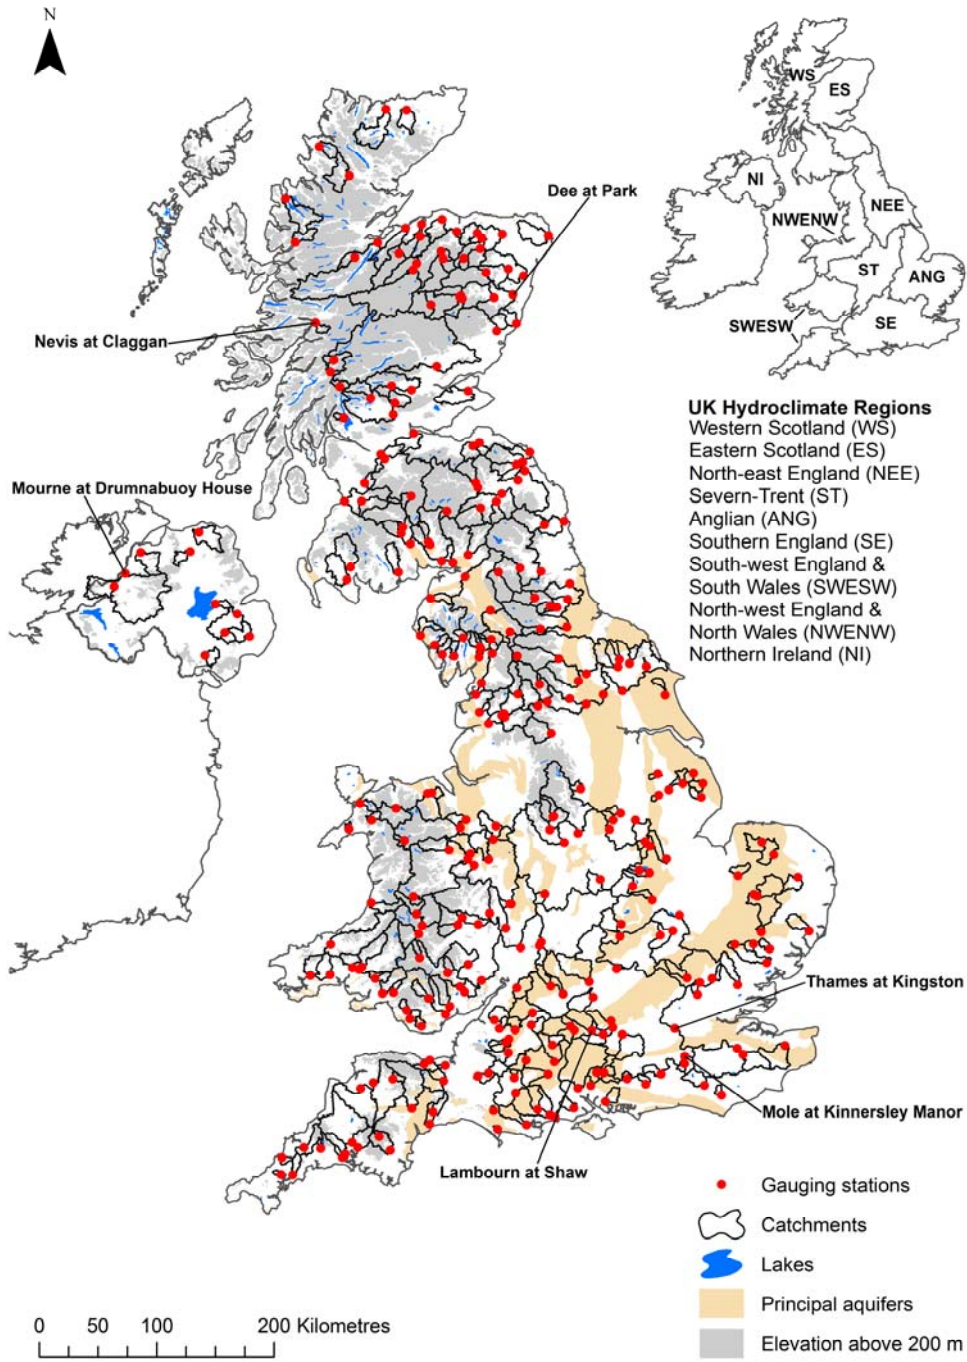 N
WS
ES
NI
NEE
NWENW
ST
ANG
SWESW
SE
Dee at Park
Nevis at Claggan
UK Hydroclimate Regions
Western Scotland (WS)
Eastern Scotland (ES)
North-east England (NEE)
Severn-Trent (ST)
Anglian (ANG)
Southern England (SE)
South-west England &
South Wales (SWESW)
North-west England &
North Wales (NWENW)
Northern Ireland (NI)
Mourne at Drumnabuoy House
Thames at Kingston
Mole at Kinnersley Manor
Lambourn at Shaw
Gauging stations
Catchments
Lakes
Principal aquifers
Elevation above 200 m
0 50 100 200 Kilometres